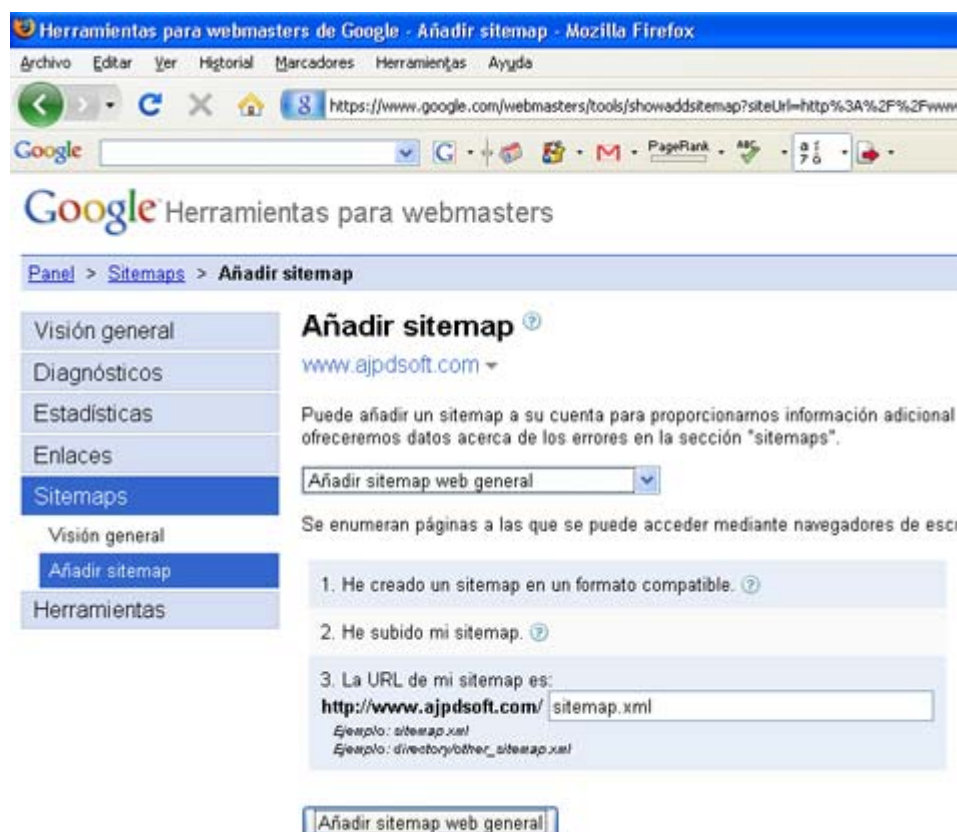 Herramientas para webmasters de Google - Añadir sitemap - Mozilla Firefox
Archivo Editar Ver Historial Marcadores Herramientas Ayuda
https://www.google.com/webmasters/tools/showaddsitemap?siteUrl=http%3A%2F%2Fwww
Google PageRank
Google Herramientas para webmasters
Panel > Sitemaps > Añadir sitemap
Visión general
Diagnósticos
Estadísticas
Enlaces
Sitemaps
Visión general
Añadir sitemap
Herramientas
Añadir sitemap
www.ajpdsoft.com
Puede añadir un sitemap a su cuenta para proporcionarnos información adicional
ofreceremos datos acerca de los errores en la sección "sitemaps".
Añadir sitemap web general
Se enumeran páginas a las que se puede acceder mediante navegadores de escr
1. He creado un sitemap en un formato compatible.
2. He subido mi sitemap.
3. La URL de mi sitemap es:
http://www.ajpdsoft.com/ sitemap.xml
Ejemplo: sitemap.xml
Ejemplo: directory/other_sitemap.xml
Añadir sitemap web general